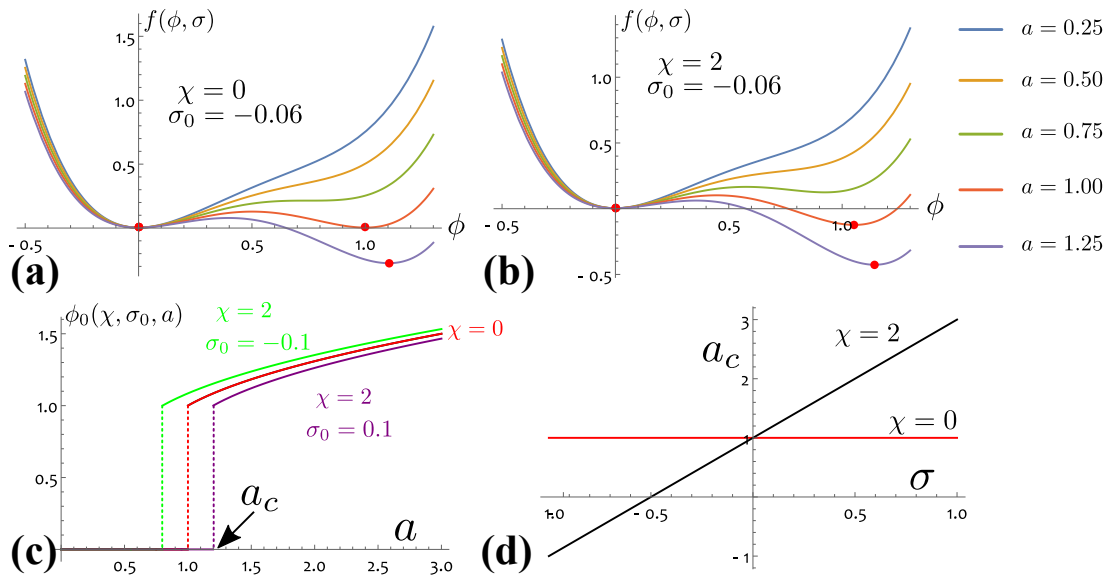 f(ϕ, σ)
1.5
1.0
0.5
χ = 0
σ₀ = −0.06
- 0.5
0.5
1.0
ϕ
(a)
f(ϕ, σ)
1.0
0.5
χ = 2
σ₀ = −0.06
- 0.5
0.5
1.0
ϕ
- 0.5
(b)
a = 0.25
a = 0.50
a = 0.75
a = 1.00
a = 1.25
ϕ₀(χ, σ₀, a)
1.5
1.0
0.5
χ = 2
σ₀ = −0.1
χ = 0
χ = 2
σ₀ = 0.1
a_c
a
0.5
1.0
1.5
2.0
2.5
3.0
(c)
a_c
3
2
1
- 1
χ = 2
χ = 0
σ
- 0.5
0.5
1.0
(d)